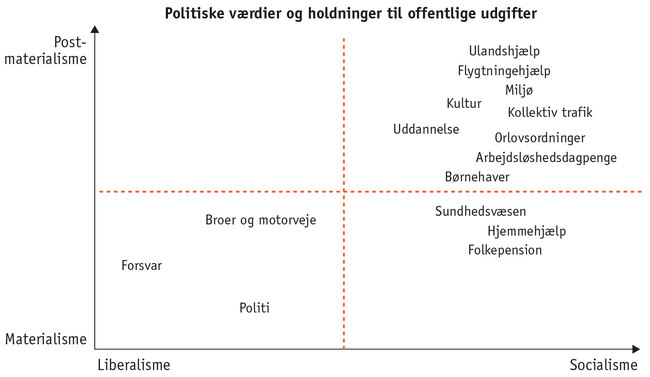 Politiske værdier og holdninger til offentlige udgifter
Post-
materialisme
Ulandshjælp
Flygtningehjælp
Miljø
Kultur
Kollektiv trafik
Uddannelse
Orlovsordninger
Arbejdsløshedsdagpenge
Børnehaver
Sundhedsvæsen
Broer og motorveje
Hjemmehjælp
Folkepension
Forsvar
Politi
Materialisme
Liberalisme
Socialisme